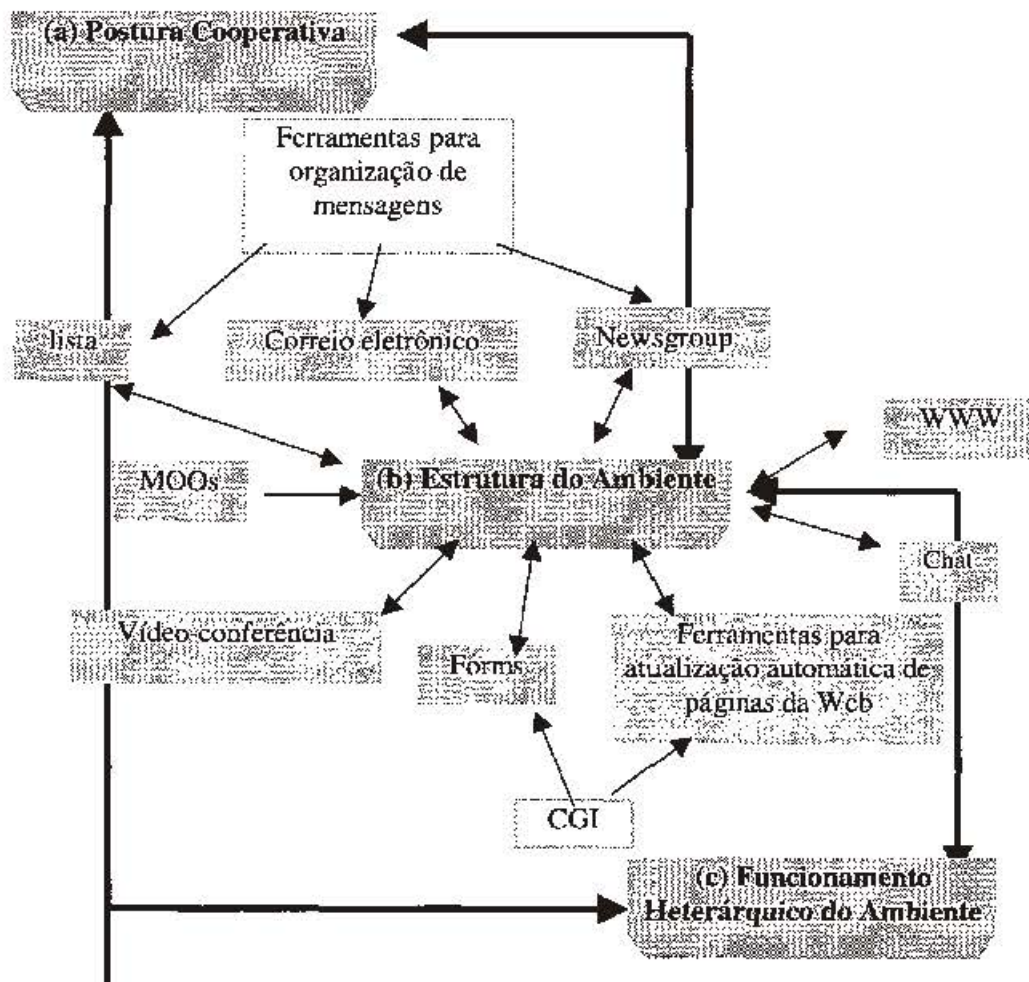 (a) Postura Cooperativa
Ferramentas para
organização de
mensagens
lista
Correio eletrônico
Newsgroup
WWW
MOOs
(b) Estrutura do Ambiente
Chat
Vídeo-conferência
Forms
Ferramentas para
atualização automática de
páginas da Web
CGI
(c) Funcionamento
Heterárquico do Ambiente